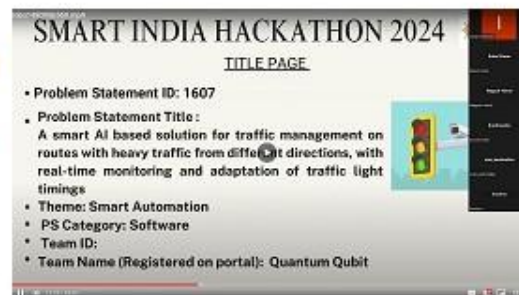 SMART INDIA HACKATHON 2024
TITLE PAGE
• Problem Statement ID: 1607
• Problem Statement Title :
A smart AI based solution for traffic management on
routes with heavy traffic from different directions, with
real-time monitoring and adaptation of traffic light
timings
• Theme: Smart Automation
• PS Category: Software
• Team ID:
• Team Name (Registered on portal): Quantum Qubit